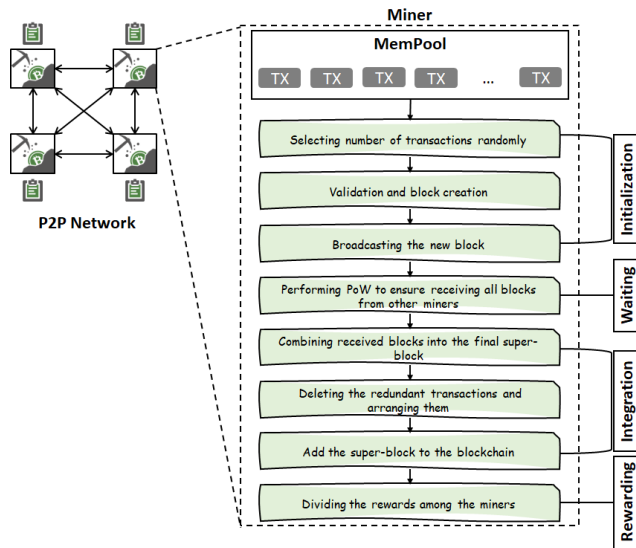 Miner
MemPool
TX TX TX TX ... TX
Selecting number of transactions randomly
Validation and block creation
Broadcasting the new block
Initialization
Performing PoW to ensure receiving all blocks
from other miners
Waiting
Combining received blocks into the final super-
block
Deleting the redundant transactions and
arranging them
Add the super-block to the blockchain
Integration
Dividing the rewards among the miners
Rewarding
P2P Network